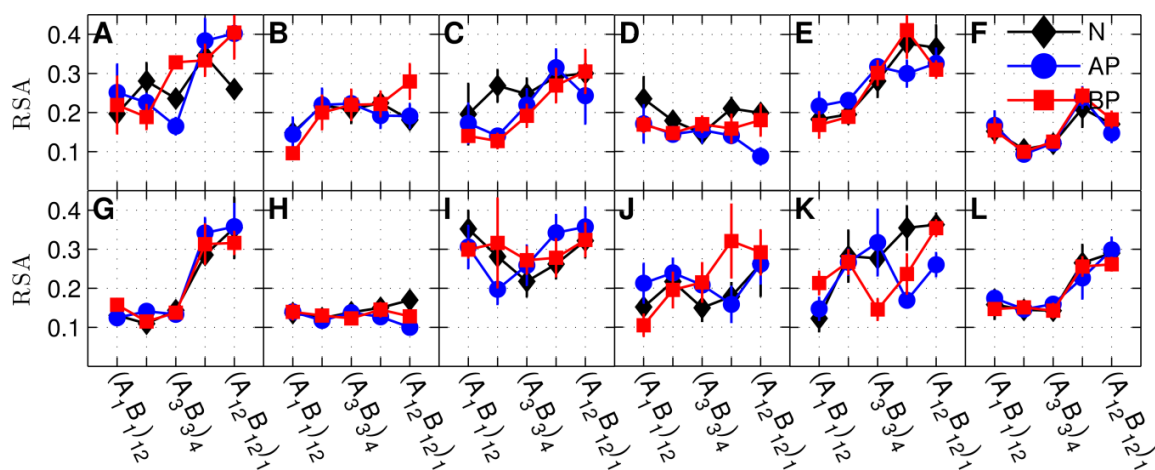 A B C D E F
N
AP
BP
RSA
0.4
0.3
0.2
0.1
G H I J K L
RSA
0.4
0.3
0.2
0.1
(A₁B₁)₁₂ (A₃B₃)₄ (A₁₂B₁₂)₁ (A₁B₁)₁₂ (A₃B₃)₄ (A₁₂B₁₂)₁ (A₁B₁)₁₂ (A₃B₃)₄ (A₁₂B₁₂)₁ (A₁B₁)₁₂ (A₃B₃)₄ (A₁₂B₁₂)₁ (A₁B₁)₁₂ (A₃B₃)₄ (A₁₂B₁₂)₁ (A₁B₁)₁₂ (A₃B₃)₄ (A₁₂B₁₂)₁